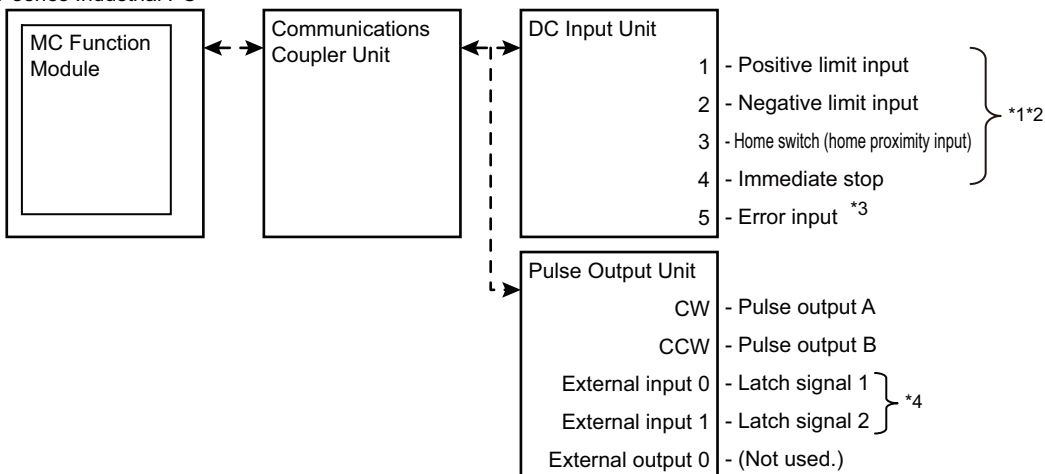 MC Function
Module
Communications
Coupler Unit
DC Input Unit
1 - Positive limit input
2 - Negative limit input
3 - Home switch (home proximity input)
4 - Immediate stop
*1*2
5 - Error input *3
Pulse Output Unit
CW - Pulse output A
CCW - Pulse output B
External input 0 - Latch signal 1
External input 1 - Latch signal 2
*4
External output 0 - (Not used.)